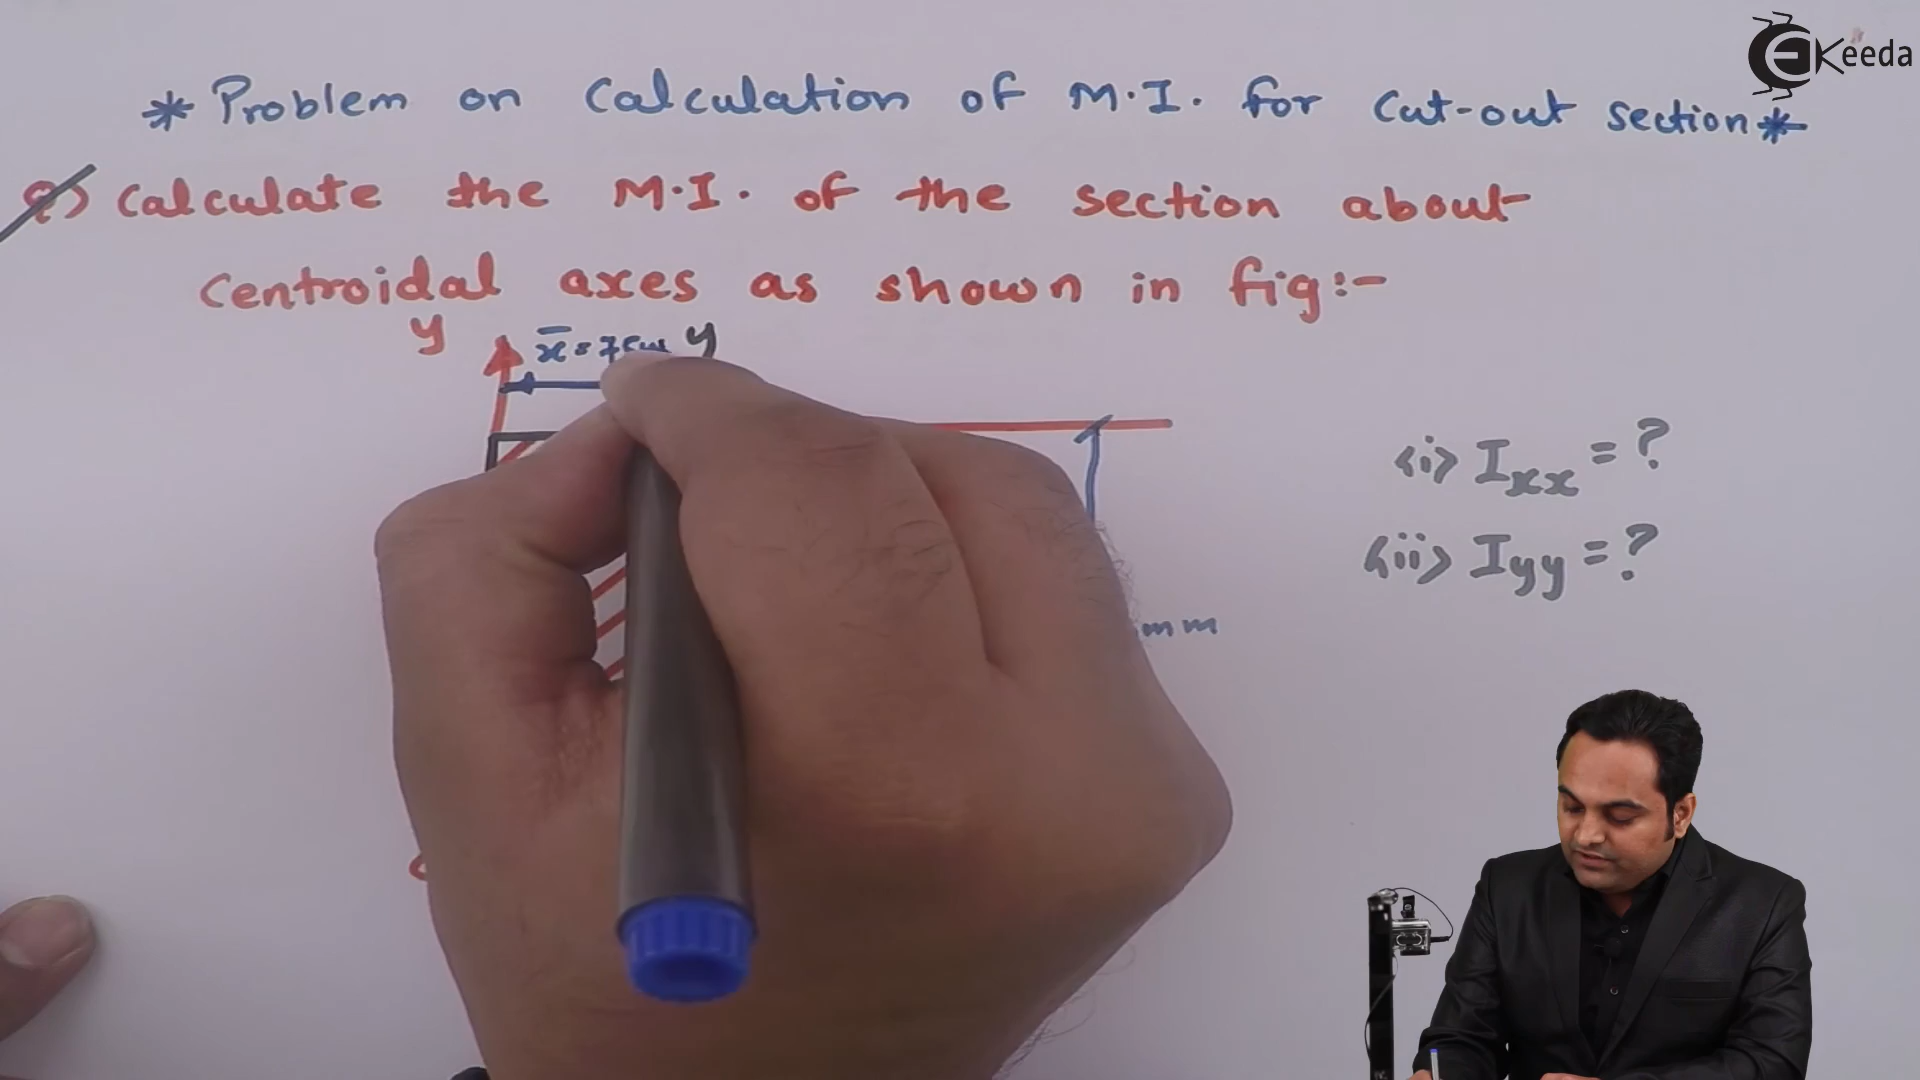 EKeeda
* Problem on Calculation of M.I. for Cut-out section *
Q) Calculate the M.I. of the section about
Centroidal axes as shown in fig:-
y
x̄ = 75 y
<i> Ixx = ?
<ii> Iyy = ?
mm